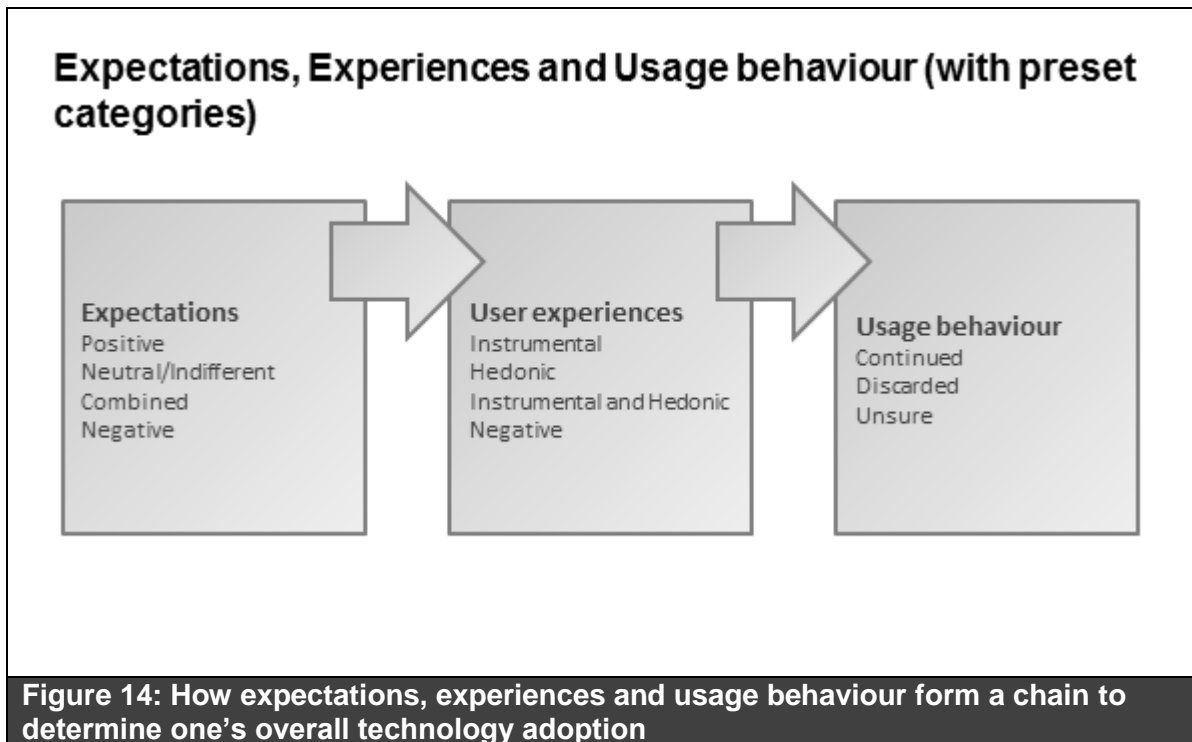 Expectations, Experiences and Usage behaviour (with preset
categories)
Expectations
Positive
Neutral/Indifferent
Combined
Negative
User experiences
Instrumental
Hedonic
Instrumental and Hedonic
Negative
Usage behaviour
Continued
Discarded
Unsure
Figure 14: How expectations, experiences and usage behaviour form a chain to
determine one’s overall technology adoption